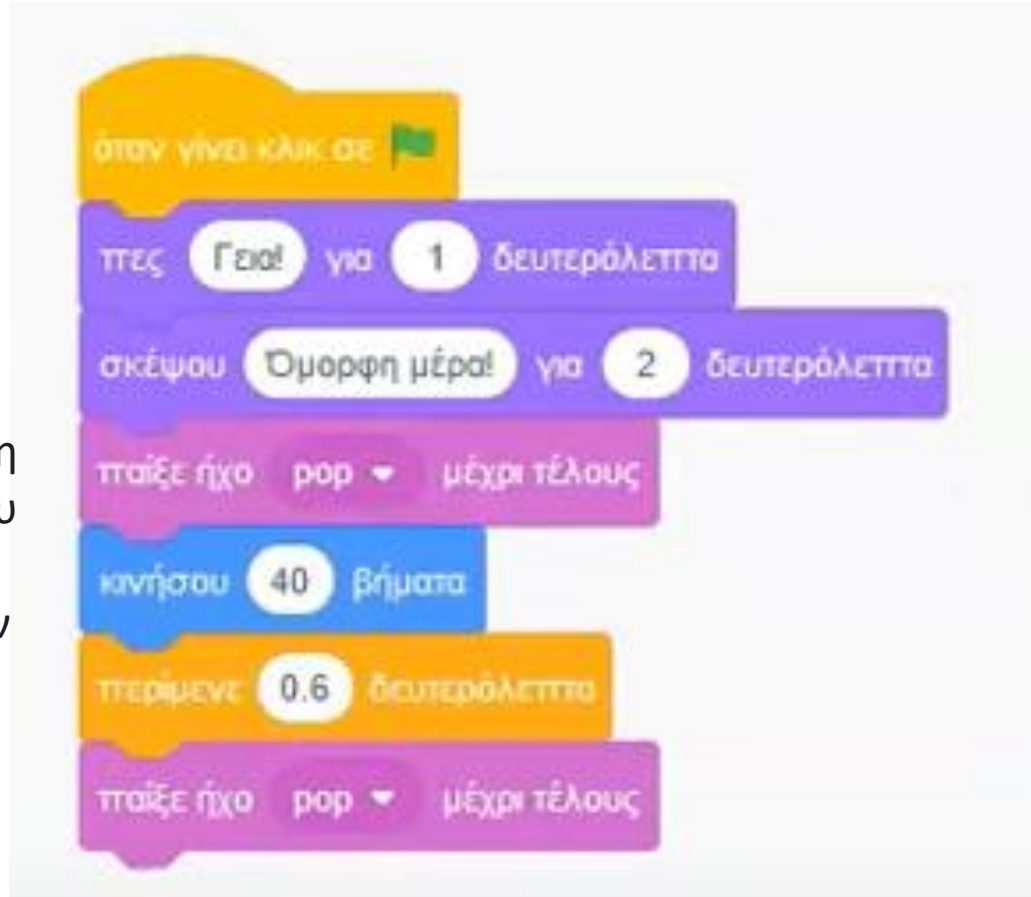 όταν γίνει κλικ σε
πες Γεια! για 1 δευτερόλεπτα
σκέψου Όμορφη μέρα! για 2 δευτερόλεπτα
η
παίξε ήχο pop μέχρι τέλους
υ
κινήσου 40 βήματα
ν
περίμενε 0.6 δευτερόλεπτα
παίξε ήχο pop μέχρι τέλους